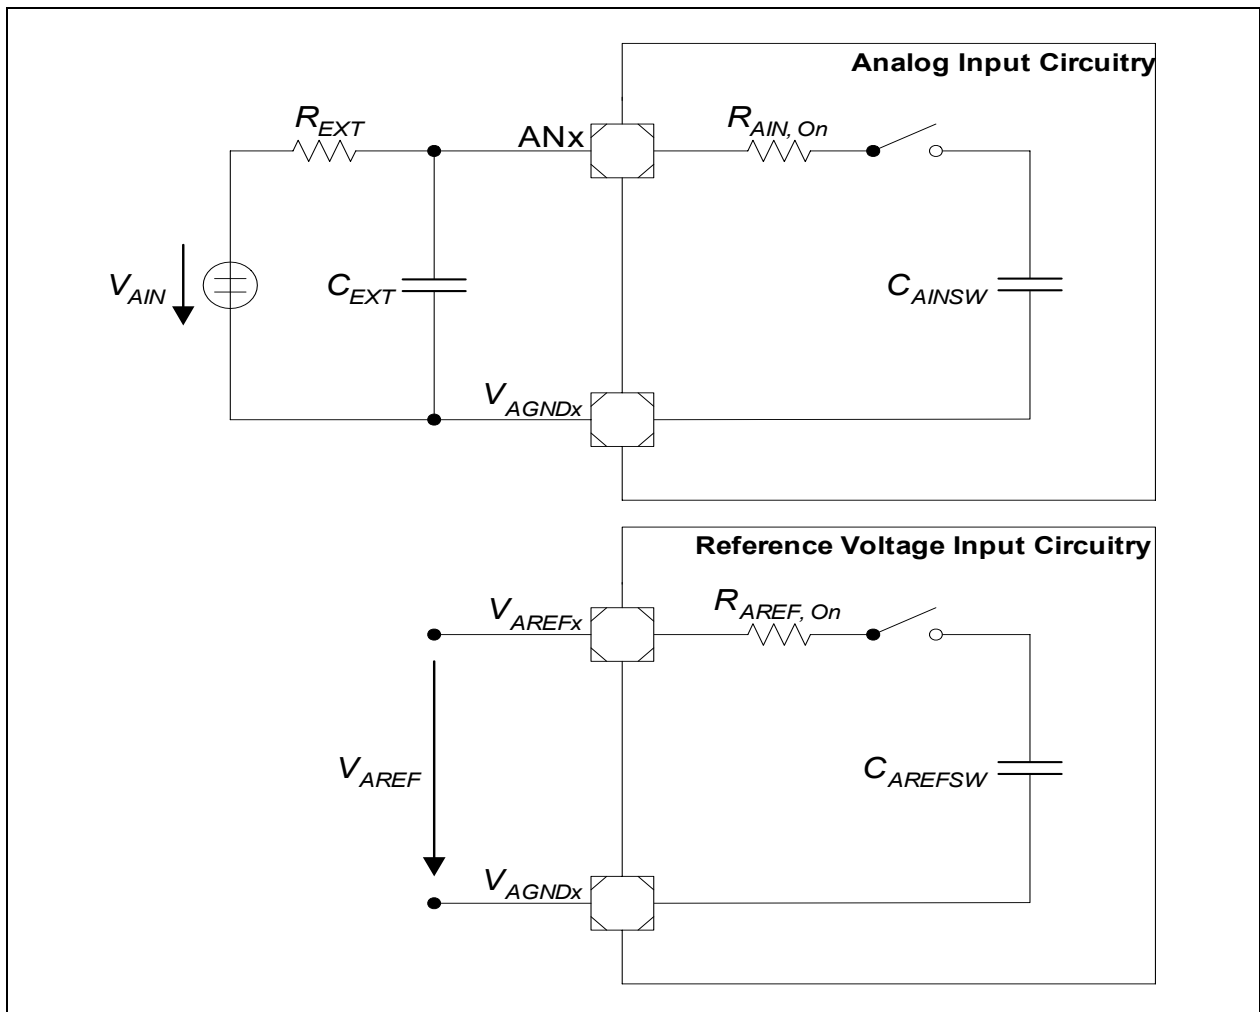 Analog Input Circuitry
R_EXT
ANx
R_AIN, On
V_AIN
C_EXT
C_AINSW
V_AGNDx
Reference Voltage Input Circuitry
V_AREFx
R_AREF, On
V_AREF
C_AREFSW
V_AGNDx